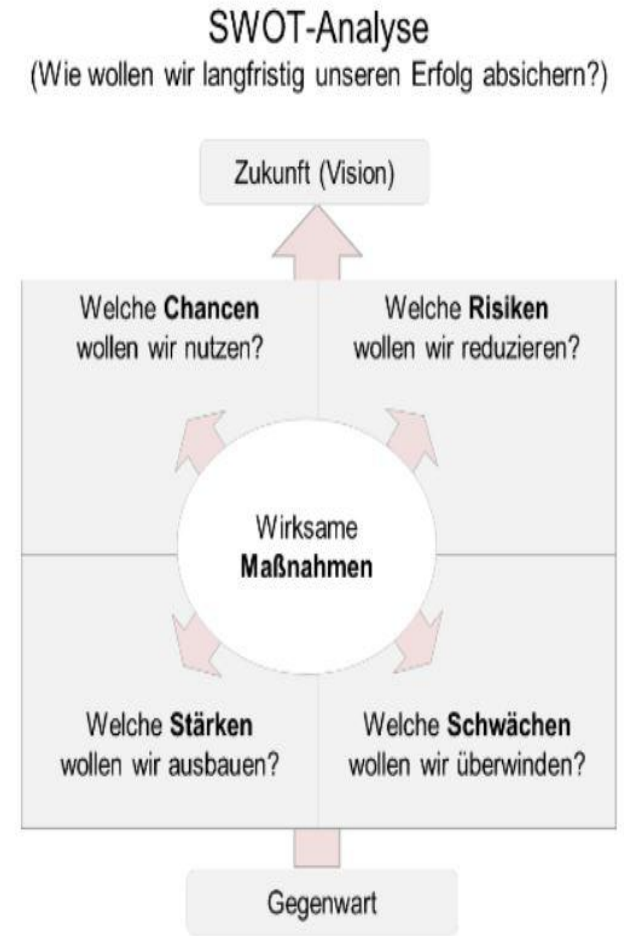 SWOT-Analyse
(Wie wollen wir langfristig unseren Erfolg absichern?)
Zukunft (Vision)
Welche Chancen
wollen wir nutzen?
Welche Risiken
wollen wir reduzieren?
Wirksame
Maßnahmen
Welche Stärken
wollen wir ausbauen?
Welche Schwächen
wollen wir überwinden?
Gegenwart